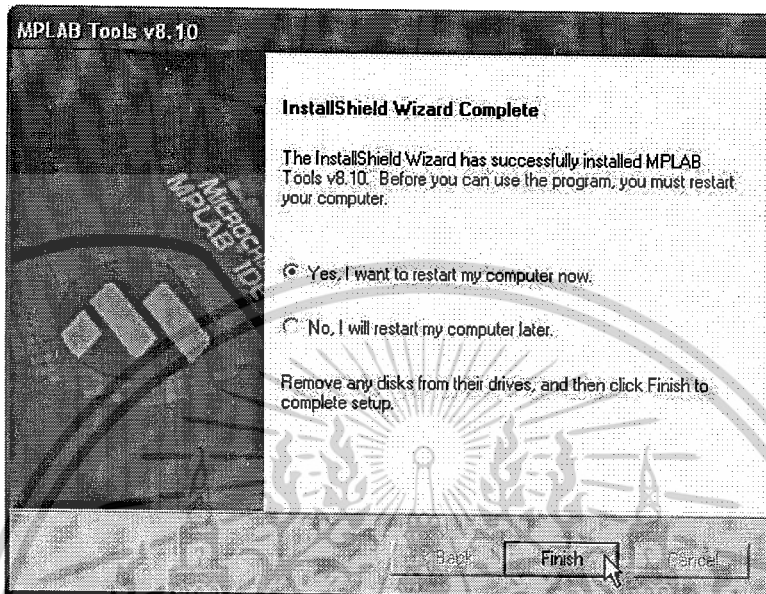 MPLAB Tools v8.10
InstallShield Wizard Complete
The InstallShield Wizard has successfully installed MPLAB
Tools v8.10. Before you can use the program, you must restart
your computer.
MICROCHIP
MPLAB IDE
Yes, I want to restart my computer now.
No, I will restart my computer later.
Remove any disks from their drives, and then click Finish to
complete setup.
Back
Finish
Cancel